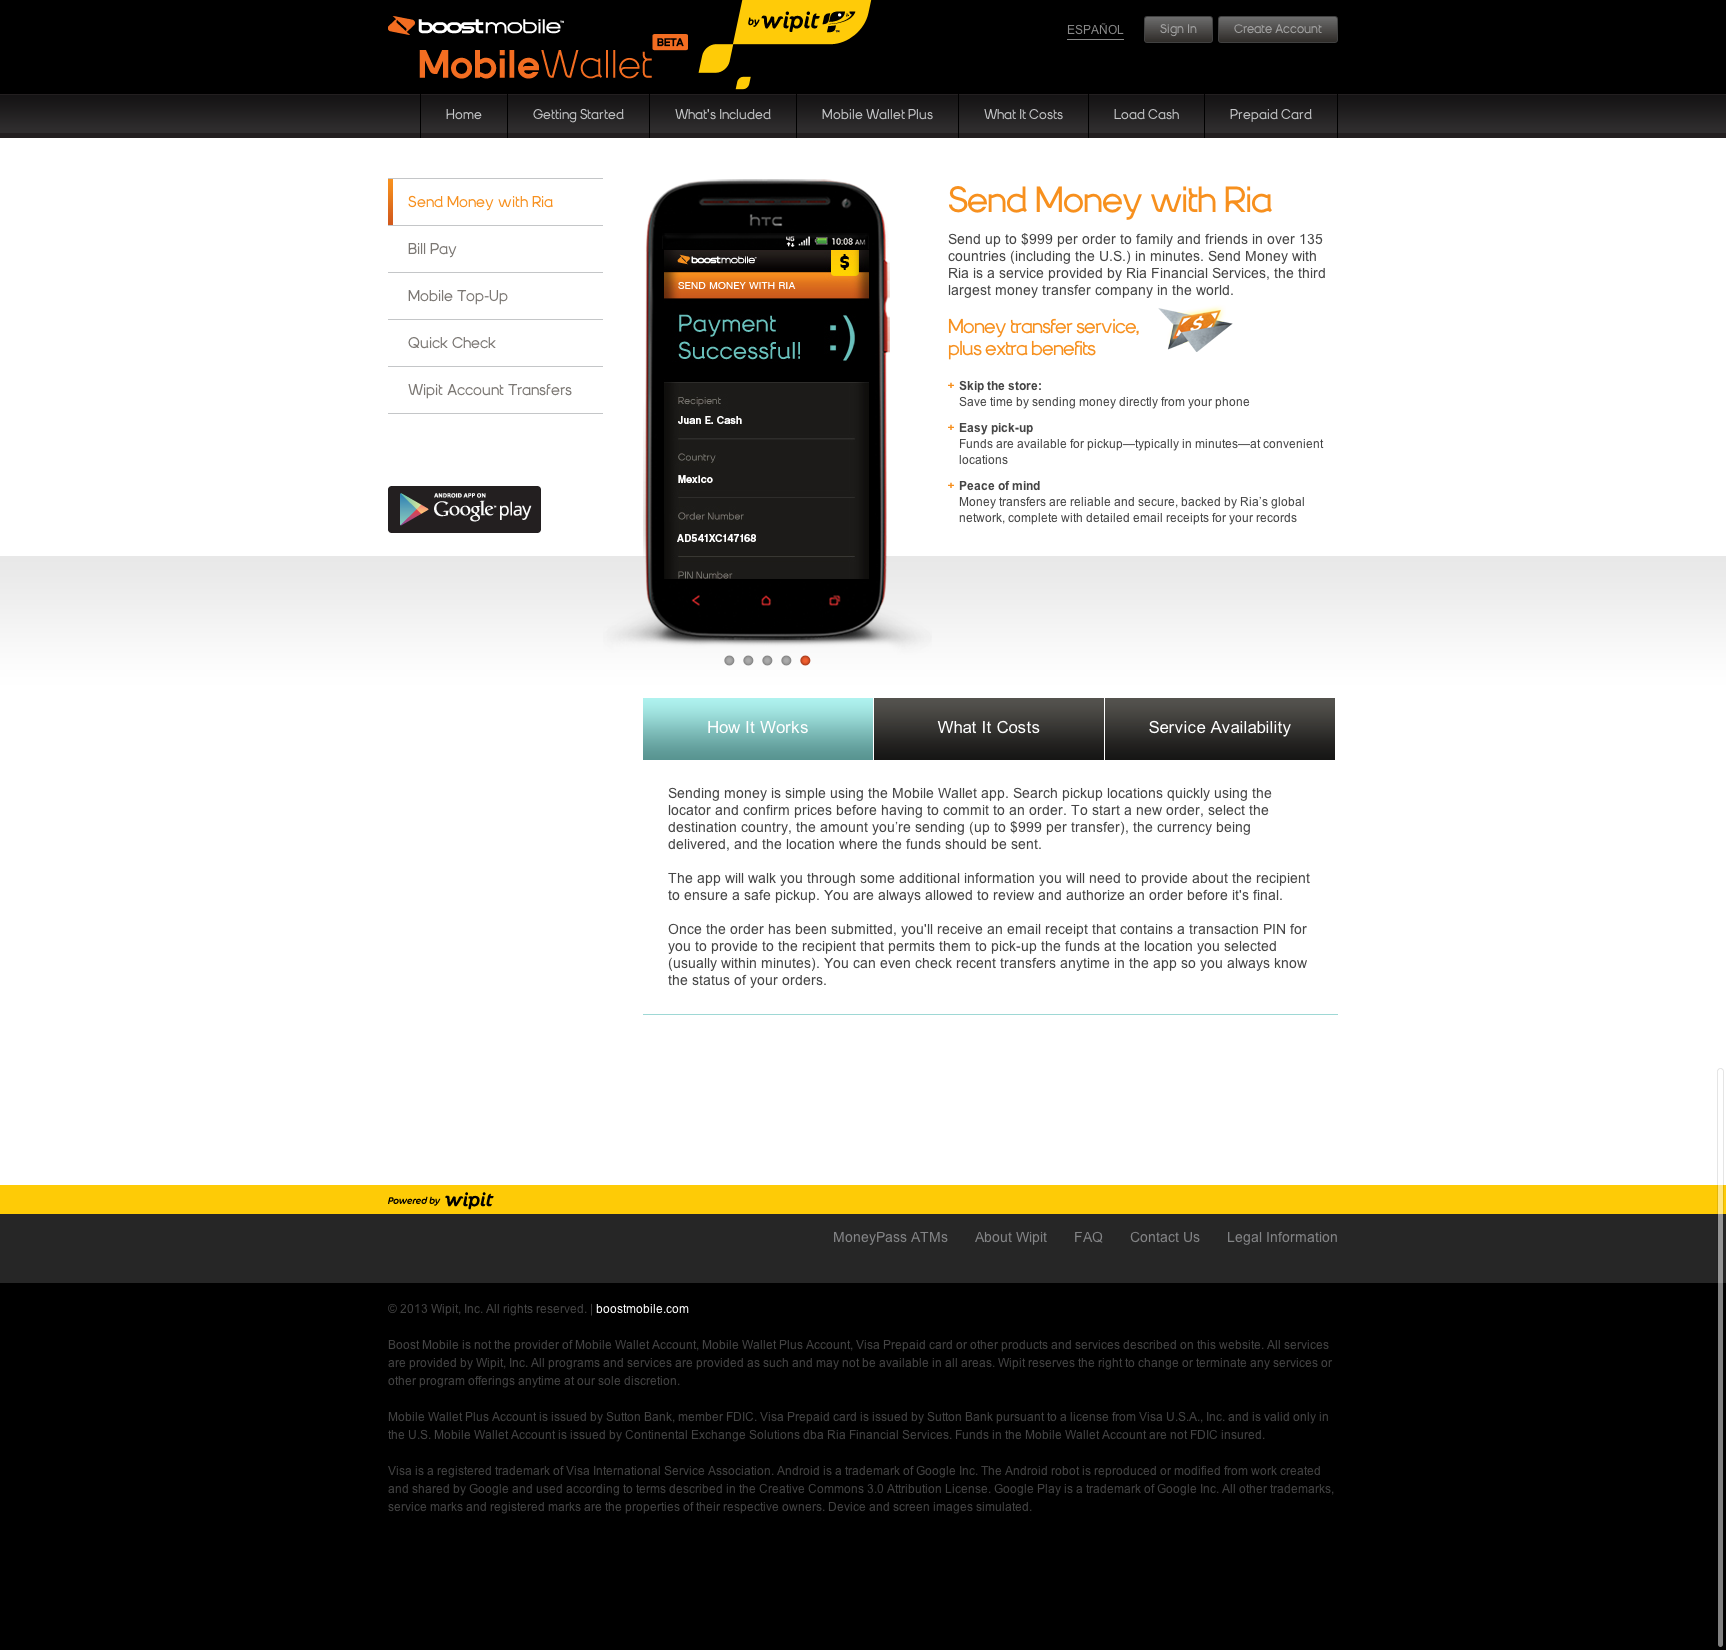 boostmobile
MobileWallet BETA
by wipit
ESPAÑOL
Sign In
Create Account
Home
Getting Started
What's Included
Mobile Wallet Plus
What It Costs
Load Cash
Prepaid Card
Send Money with Ria
Bill Pay
Mobile Top-Up
Quick Check
Wipit Account Transfers
ANDROID APP ON
Google play
hTC
4G 10:08 AM
boostmobile
$
SEND MONEY WITH RIA
Payment
Successful!
:)
Recipient
Juan E. Cash
Country
Mexico
Order Number
AD541XC147168
PIN Number
Send Money with Ria
Send up to $999 per order to family and friends in over 135
countries (including the U.S.) in minutes. Send Money with
Ria is a service provided by Ria Financial Services, the third
largest money transfer company in the world.
Money transfer service,
plus extra benefits
$
+ Skip the store:
Save time by sending money directly from your phone
+ Easy pick-up
Funds are available for pickup—typically in minutes—at convenient
locations
+ Peace of mind
Money transfers are reliable and secure, backed by Ria's global
network, complete with detailed email receipts for your records
How It Works
What It Costs
Service Availability
Sending money is simple using the Mobile Wallet app. Search pickup locations quickly using the
locator and confirm prices before having to commit to an order. To start a new order, select the
destination country, the amount you're sending (up to $999 per transfer), the currency being
delivered, and the location where the funds should be sent.
The app will walk you through some additional information you will need to provide about the recipient
to ensure a safe pickup. You are always allowed to review and authorize an order before it's final.
Once the order has been submitted, you'll receive an email receipt that contains a transaction PIN for
you to provide to the recipient that permits them to pick-up the funds at the location you selected
(usually within minutes). You can even check recent transfers anytime in the app so you always know
the status of your orders.
Powered by wipit
MoneyPass ATMs
About Wipit
FAQ
Contact Us
Legal Information
© 2013 Wipit, Inc. All rights reserved. | boostmobile.com
Boost Mobile is not the provider of Mobile Wallet Account, Mobile Wallet Plus Account, Visa Prepaid card or other products and services described on this website. All services
are provided by Wipit, Inc. All programs and services are provided as such and may not be available in all areas. Wipit reserves the right to change or terminate any services or
other program offerings anytime at our sole discretion.
Mobile Wallet Plus Account is issued by Sutton Bank, member FDIC. Visa Prepaid card is issued by Sutton Bank pursuant to a license from Visa U.S.A., Inc. and is valid only in
the U.S. Mobile Wallet Account is issued by Continental Exchange Solutions dba Ria Financial Services. Funds in the Mobile Wallet Account are not FDIC insured.
Visa is a registered trademark of Visa International Service Association. Android is a trademark of Google Inc. The Android robot is reproduced or modified from work created
and shared by Google and used according to terms described in the Creative Commons 3.0 Attribution License. Google Play is a trademark of Google Inc. All other trademarks,
service marks and registered marks are the properties of their respective owners. Device and screen images simulated.